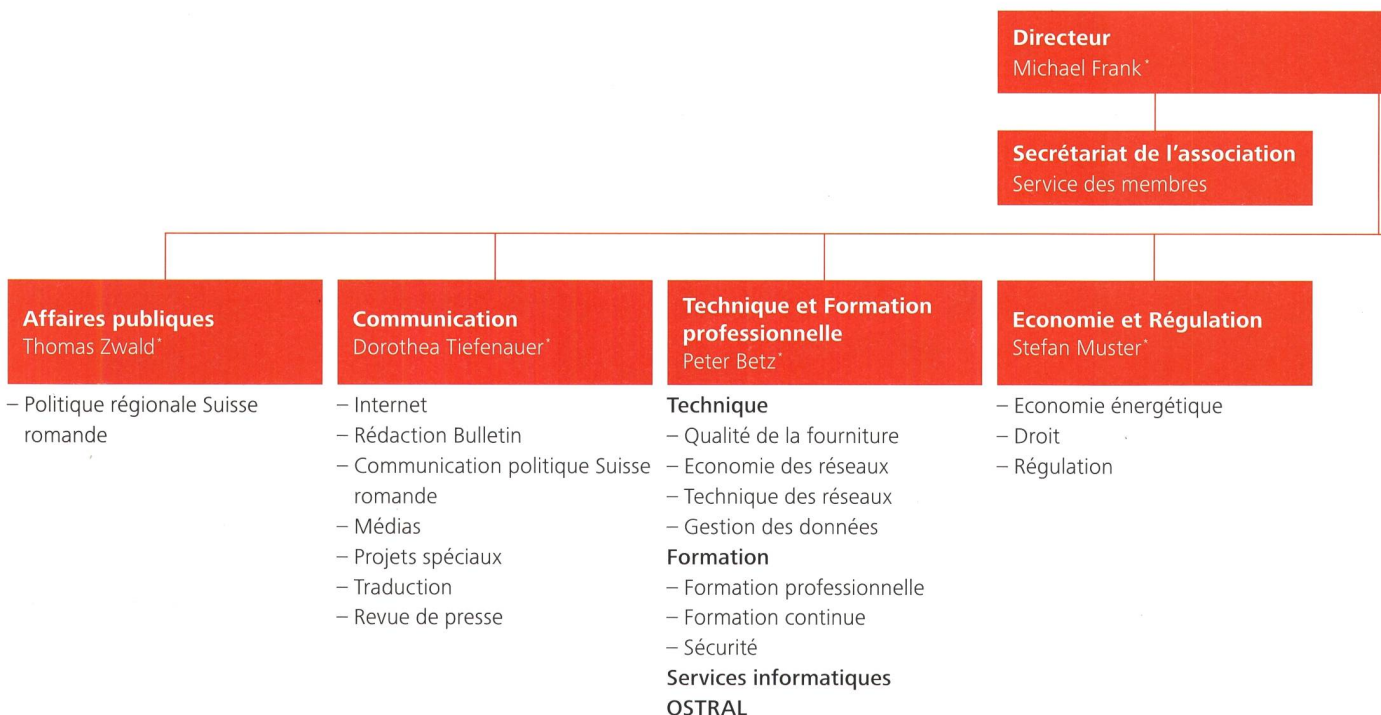 Directeur
Michael Frank*
Secrétariat de l'association
Service des membres
Affaires publiques
Thomas Zwald*
– Politique régionale Suisse
romande
Communication
Dorothea Tiefenauer*
– Internet
– Rédaction Bulletin
– Communication politique Suisse
romande
– Médias
– Projets spéciaux
– Traduction
– Revue de presse
Technique et Formation
professionnelle
Peter Betz*
Technique
– Qualité de la fourniture
– Economie des réseaux
– Technique des réseaux
– Gestion des données
Formation
– Formation professionnelle
– Formation continue
– Sécurité
Services informatiques
OSTRAL
Economie et Régulation
Stefan Muster*
– Economie énergétique
– Droit
– Régulation